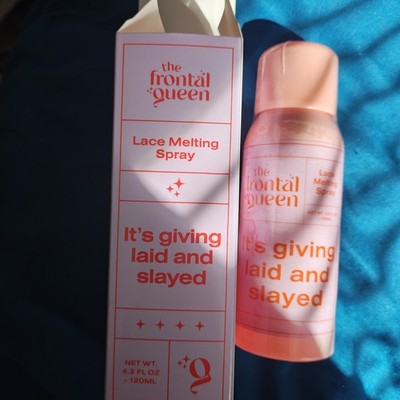 the
frontal
queen
Lace Melting
Spray
It's giving
laid and
slayed
NET WT.
4.2 FL OZ
- 120ML
g
the
frontal
queen
Lace
Melting
Spray
It's giving
laid and
slayed